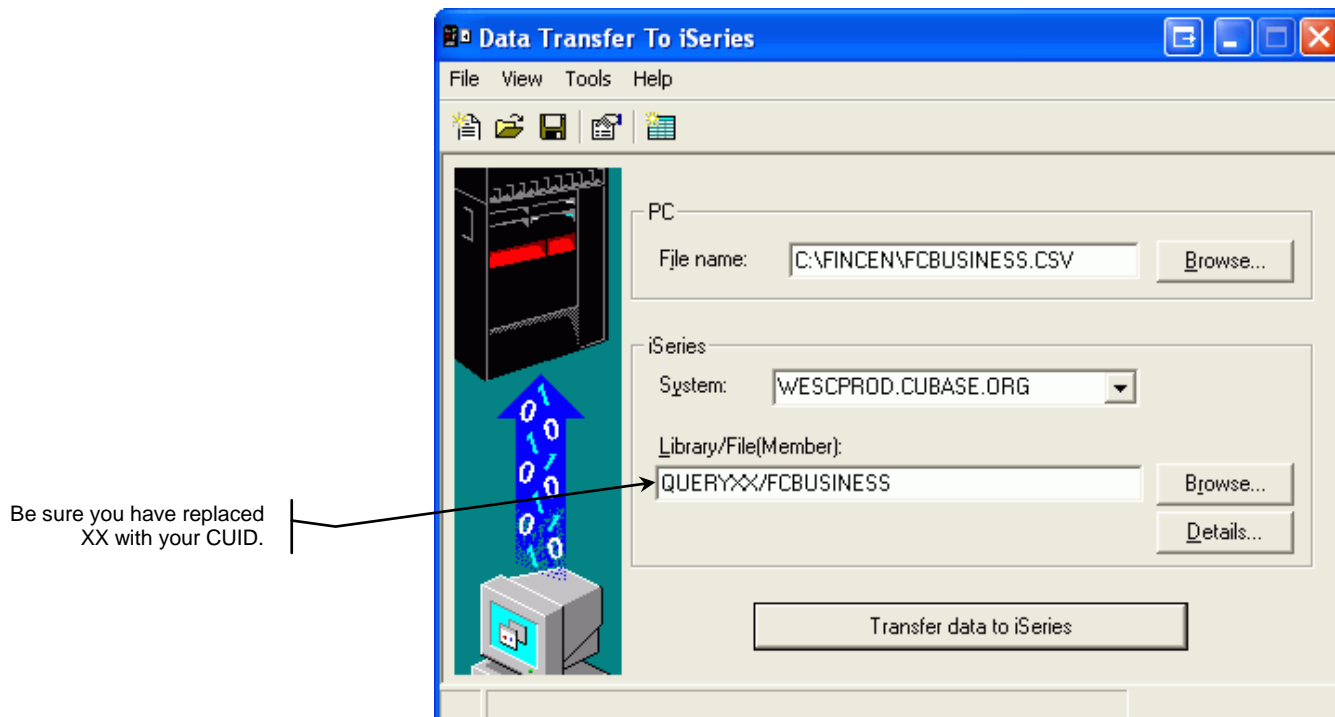 Data Transfer To iSeries
File View Tools Help
PC
File name: C:\FINCEN\FCBUSINESS.CSV Browse...
iSeries
System: WESCPROD.CUBASE.ORG
Library/File(Member):
QUERYXX/FCBUSINESS Browse...
Details...
Be sure you have replaced
XX with your CUID.
Transfer data to iSeries